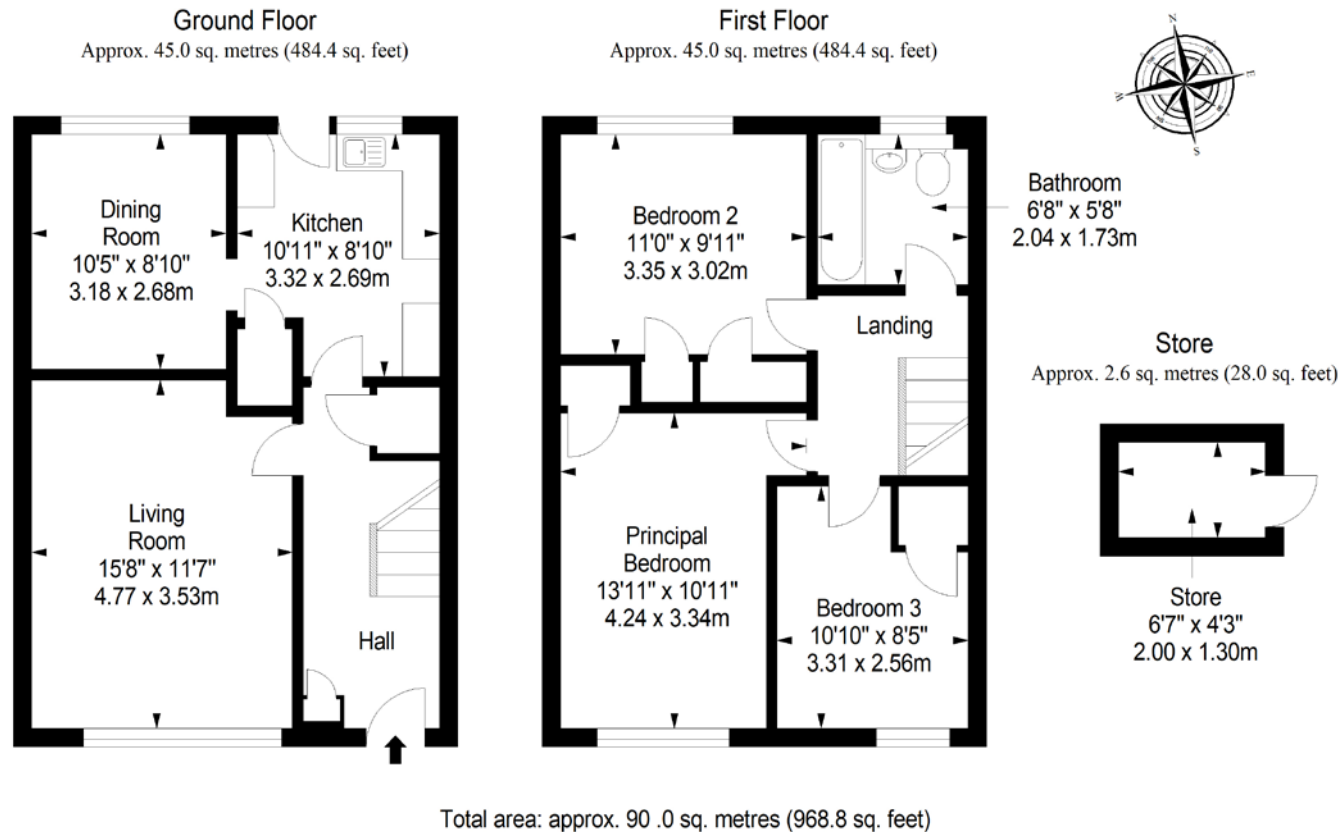 Ground Floor
Approx. 45.0 sq. metres (484.4 sq. feet)
First Floor
Approx. 45.0 sq. metres (484.4 sq. feet)
N
E
S
W
Dining
Room
10'5" x 8'10"
3.18 x 2.68m
Kitchen
10'11" x 8'10"
3.32 x 2.69m
Living
Room
15'8" x 11'7"
4.77 x 3.53m
Hall
Bedroom 2
11'0" x 9'11"
3.35 x 3.02m
Bathroom
6'8" x 5'8"
2.04 x 1.73m
Landing
Principal
Bedroom
13'11" x 10'11"
4.24 x 3.34m
Bedroom 3
10'10" x 8'5"
3.31 x 2.56m
Store
Approx. 2.6 sq. metres (28.0 sq. feet)
Store
6'7" x 4'3"
2.00 x 1.30m
Total area: approx. 90 .0 sq. metres (968.8 sq. feet)